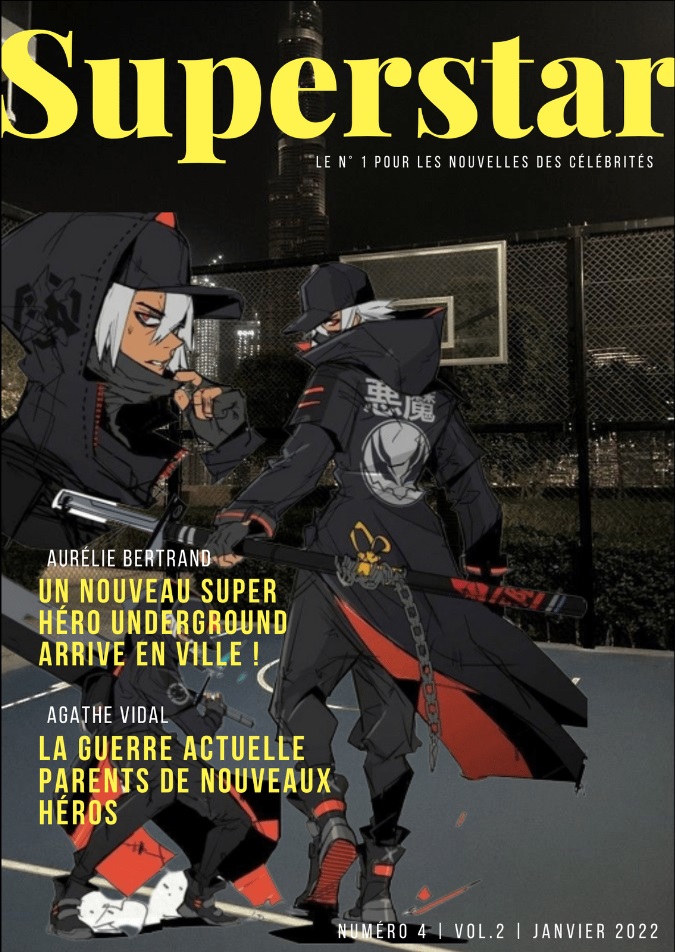 Superstar
LE N° 1 POUR LES NOUVELLES DES CÉLÉBRITÉS
悪魔
AURÉLIE BERTRAND
UN NOUVEAU SUPER
HÉRO UNDERGROUND
ARRIVE EN VILLE !
AGATHE VIDAL
LA GUERRE ACTUELLE
PARENTS DE NOUVEAUX
HÉROS
NUMÉRO 4 | VOL.2 | JANVIER 2022